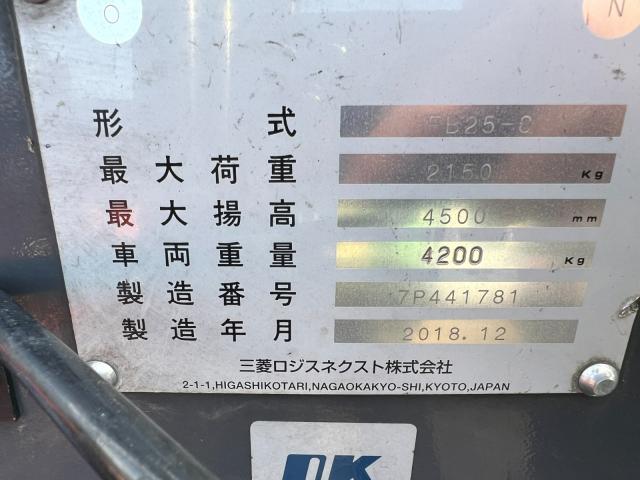 O N
形式 B25-C
最大荷重 2150 Kg
最大揚高 4500 mm
車両重量 4200 Kg
製造番号 7P441781
製造年月 2018.12
三菱ロジスネクスト株式会社
2-1-1,HIGASHIKOTARI,NAGAOKAKYO-SHI,KYOTO,JAPAN